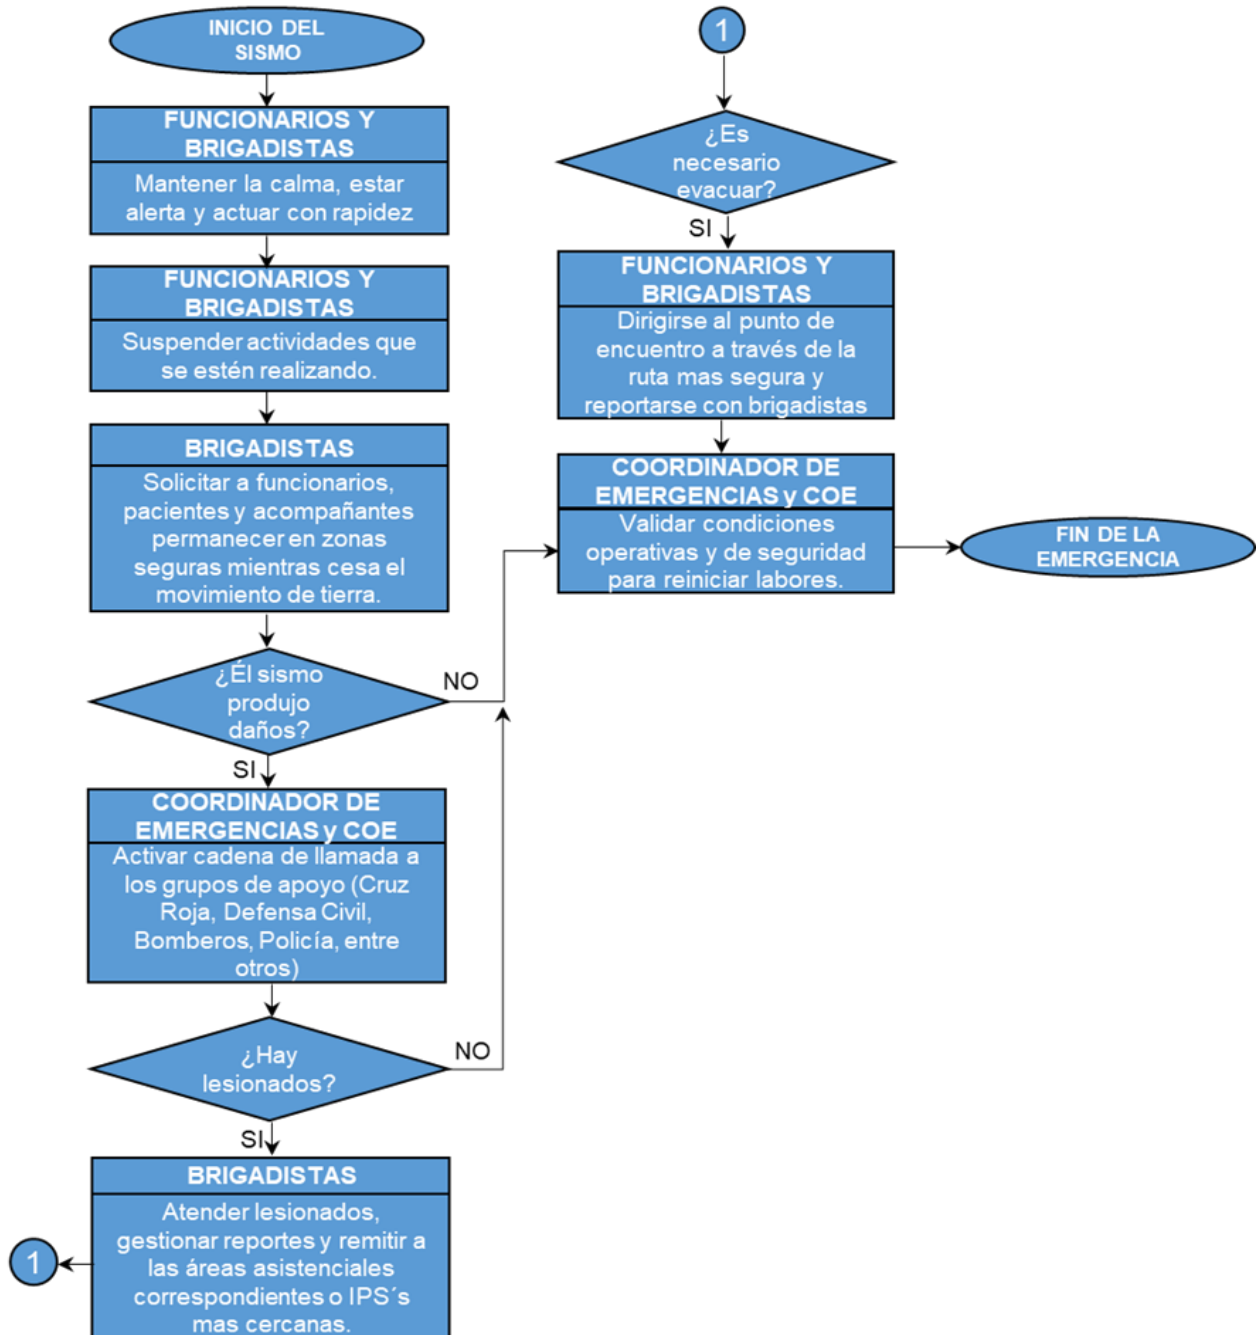 INICIO DEL
SISMO
FUNCIONARIOS Y
BRIGADISTAS
Mantener la calma, estar
alerta y actuar con rapidez
FUNCIONARIOS Y
BRIGADISTAS
Suspender actividades que
se estén realizando.
BRIGADISTAS
Solicitar a funcionarios,
pacientes y acompañantes
permanecer en zonas
seguras mientras cesa el
movimiento de tierra.
¿Él sismo
produjo
daños?
NO
SI
COORDINADOR DE
EMERGENCIAS y COE
Activar cadena de llamada a
los grupos de apoyo (Cruz
Roja, Defensa Civil,
Bomberos, Policía, entre
otros)
¿Hay
lesionados?
NO
SI
BRIGADISTAS
Atender lesionados,
gestionar reportes y remitir a
las áreas asistenciales
correspondientes o IPS´s
mas cercanas.
1
1
¿Es
necesario
evacuar?
SI
FUNCIONARIOS Y
BRIGADISTAS
Dirigirse al punto de
encuentro a través de la
ruta mas segura y
reportarse con brigadistas
COORDINADOR DE
EMERGENCIAS y COE
Validar condiciones
operativas y de seguridad
para reiniciar labores.
FIN DE LA
EMERGENCIA